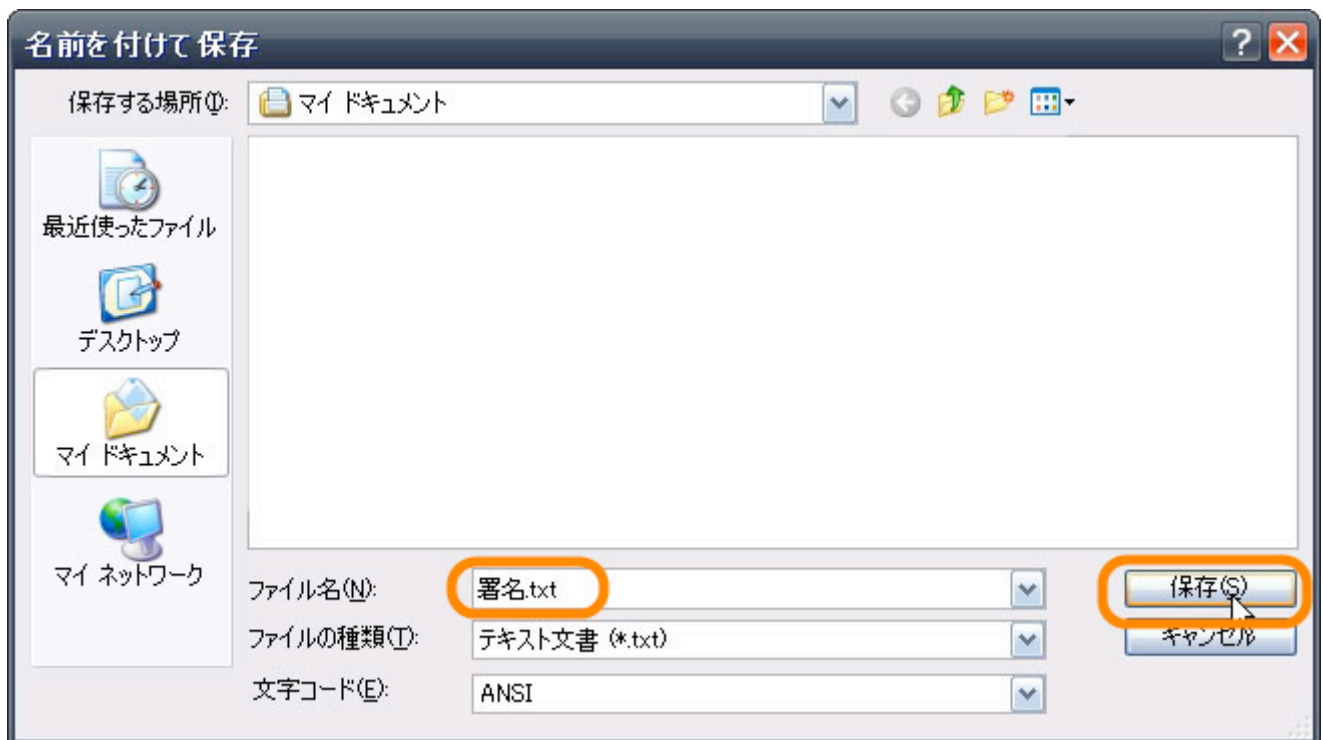 名前を付けて保存
保存する場所(I):
マイ ドキュメント
最近使ったファイル
デスクトップ
マイ ドキュメント
マイ ネットワーク
ファイル名(N):
署名.txt
保存(S)
ファイルの種類(T):
テキスト文書 (*.txt)
キャンセル
文字コード(E):
ANSI